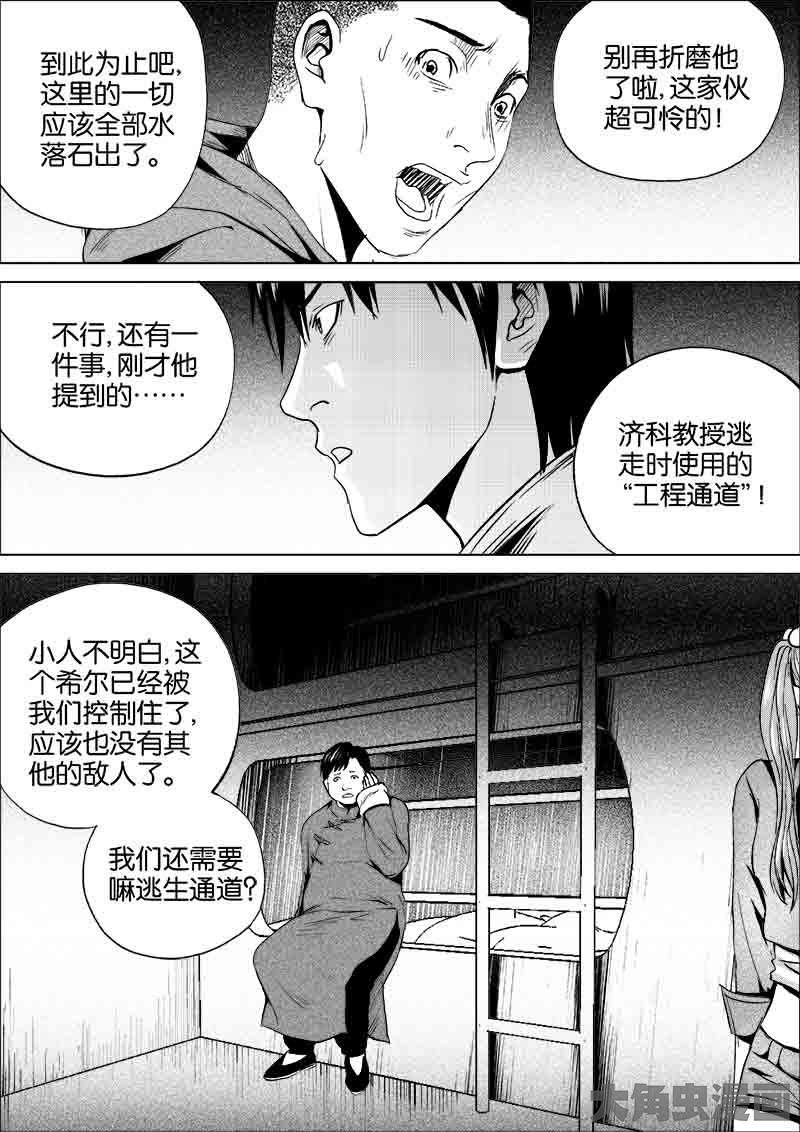 到此为止吧,
这里的一切
应该全部水
落石出了。
别再折磨他
了啦,这家伙
超可怜的!
不行,还有一
件事,刚才他
提到的……
济科教授逃
走时使用的
“工程通道”!
小人不明白,这
个希尔已经被
我们控制住了,
应该也没有其
他的敌人了。
我们还需要
嘛逃生通道?
大角虫漫画